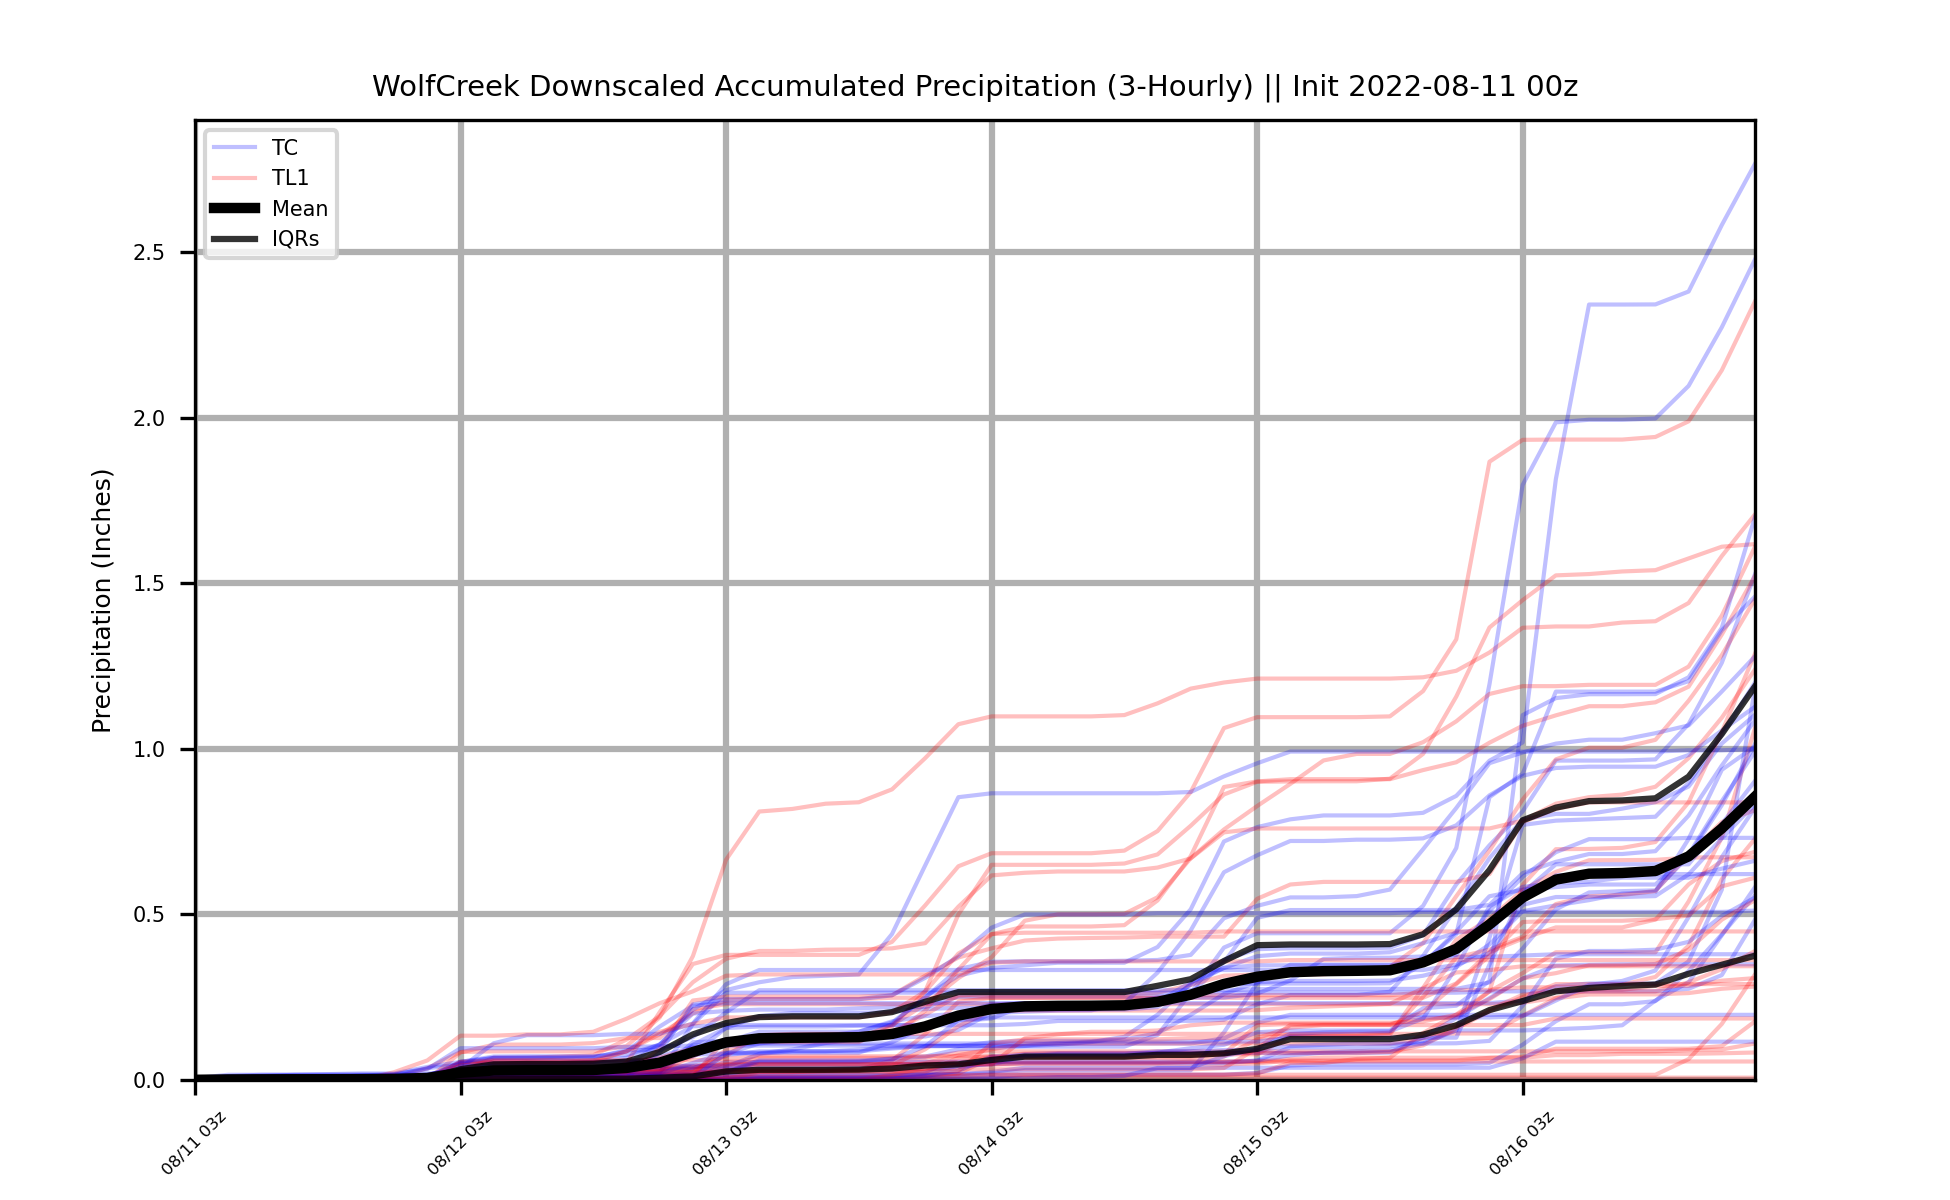 WolfCreek Downscaled Accumulated Precipitation (3-Hourly) || Init 2022-08-11 00z
TC
TL1
Mean
IQRs
Precipitation (Inches)
2.5
2.0
1.5
1.0
0.5
0.0
08/11 03z
08/12 03z
08/13 03z
08/14 03z
08/15 03z
08/16 03z